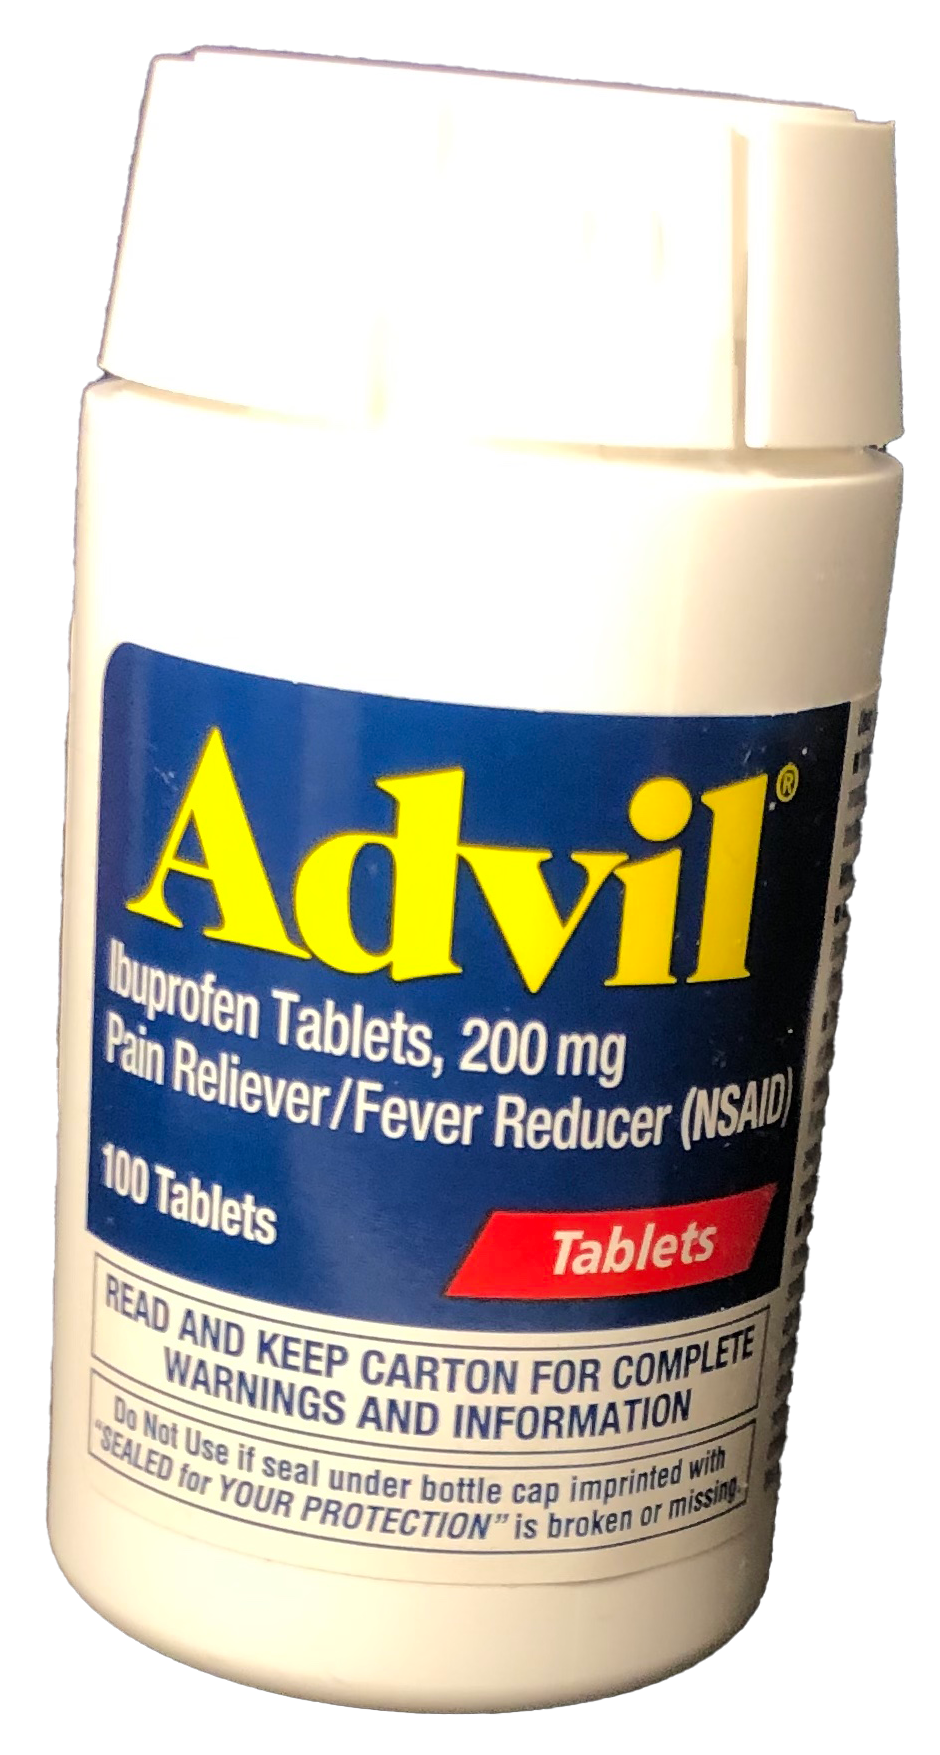 Advil®
Ibuprofen Tablets, 200 mg
Pain Reliever/Fever Reducer (NSAID)
100 Tablets
Tablets
READ AND KEEP CARTON FOR COMPLETE
WARNINGS AND INFORMATION
Do Not Use if seal under bottle cap imprinted with
“SEALED for YOUR PROTECTION” is broken or missing.